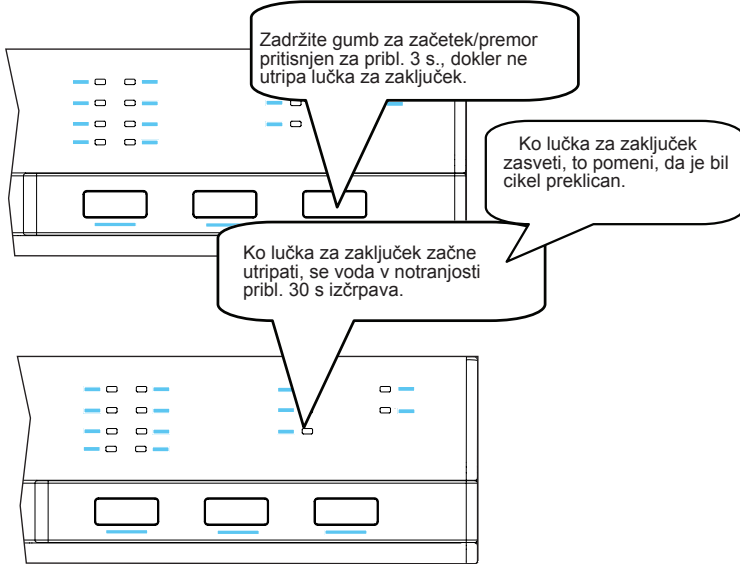 Zadržite gumb za začetek/premor
pritisnjen za pribl. 3 s., dokler ne
utripa lučka za zaključek.
Ko lučka za zaključek
zasveti, to pomeni, da je bil
cikel preklican.
Ko lučka za zaključek začne
utripati, se voda v notranjosti
pribl. 30 s izčrpava.